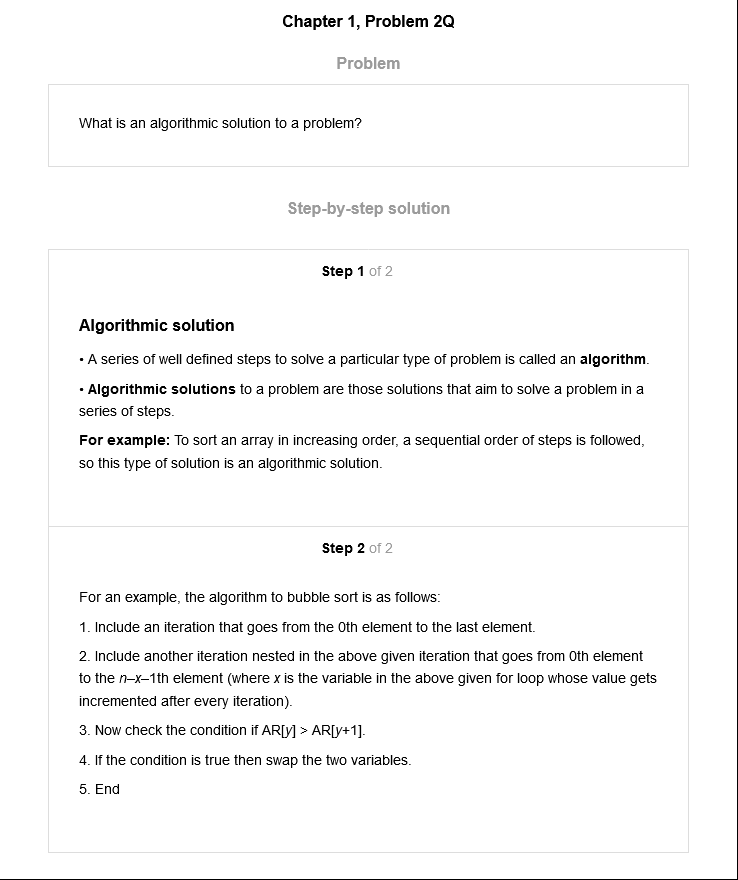 Chapter 1, Problem 2Q
Problem
What is an algorithmic solution to a problem?
Step-by-step solution
Step 1 of 2
Algorithmic solution
• A series of well defined steps to solve a particular type of problem is called an algorithm.
• Algorithmic solutions to a problem are those solutions that aim to solve a problem in a
series of steps.
For example: To sort an array in increasing order, a sequential order of steps is followed,
so this type of solution is an algorithmic solution.
Step 2 of 2
For an example, the algorithm to bubble sort is as follows:
1. Include an iteration that goes from the 0th element to the last element.
2. Include another iteration nested in the above given iteration that goes from 0th element
to the n–x–1th element (where x is the variable in the above given for loop whose value gets
incremented after every iteration).
3. Now check the condition if AR[y] > AR[y+1].
4. If the condition is true then swap the two variables.
5. End